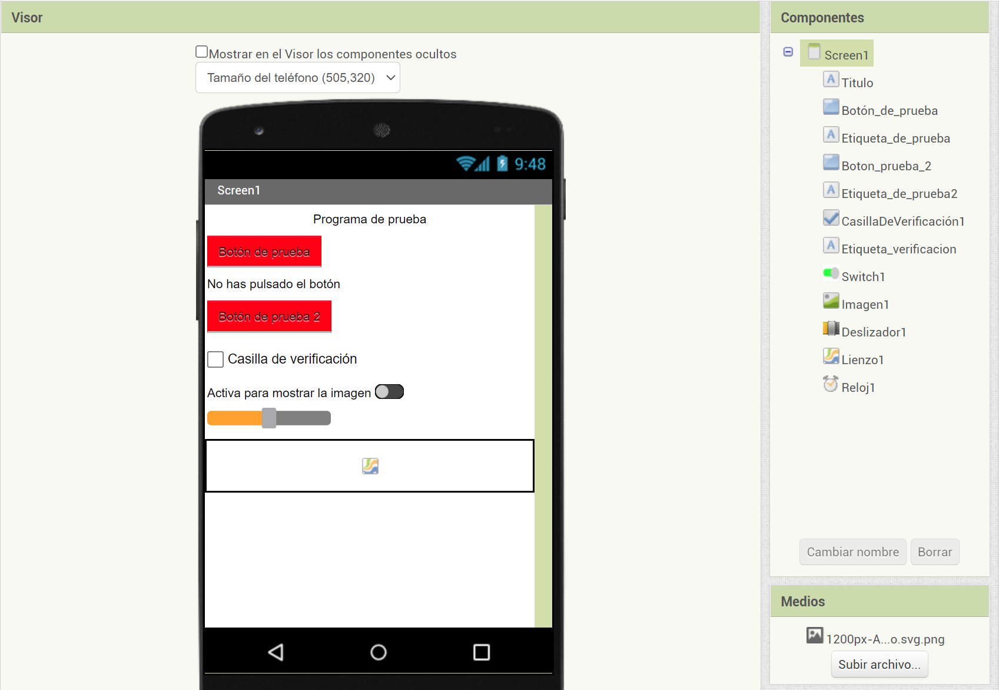 Visor
Mostrar en el Visor los componentes ocultos
Tamaño del teléfono (505,320)
9:48
Screen1
Programa de prueba
Botón de prueba
No has pulsado el botón
Botón de prueba 2
Casilla de verificación
Activa para mostrar la imagen
Componentes
Screen1
Titulo
Botón_de_prueba
Etiqueta_de_prueba
Boton_prueba_2
Etiqueta_de_prueba2
CasillaDeVerificación1
Etiqueta_verificacion
Switch1
Imagen1
Deslizador1
Lienzo1
Reloj1
Cambiar nombre
Borrar
Medios
1200px-A...o.svg.png
Subir archivo...